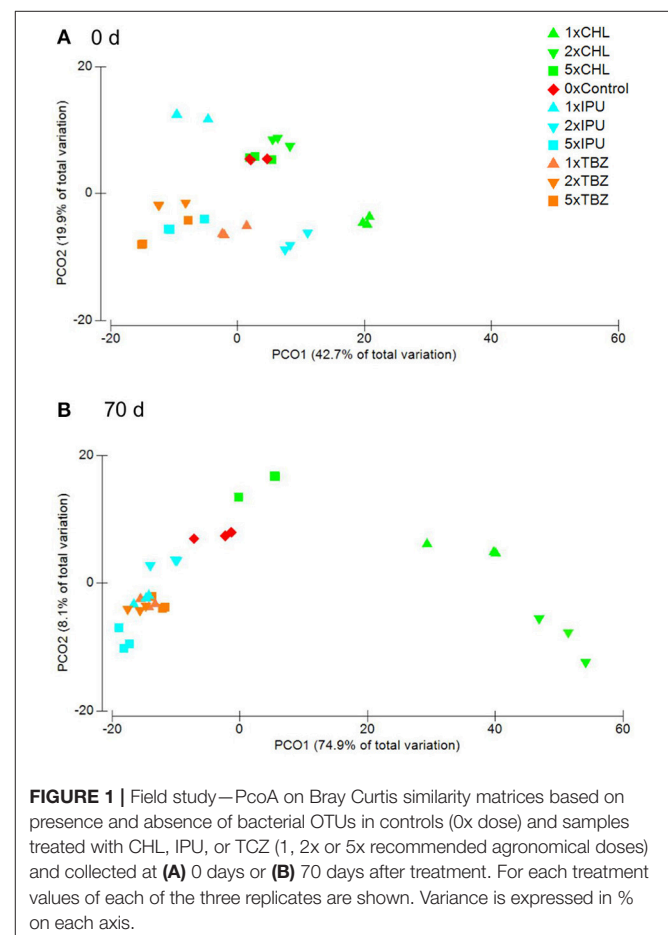 A 0 d
1xCHL
2xCHL
5xCHL
0xControl
1xIPU
2xIPU
5xIPU
1xTBZ
2xTBZ
5xTBZ
20
0
-20
PCO2 (19.9% of total variation)
-20 0 20 40 60
PCO1 (42.7% of total variation)
B 70 d
20
0
-20
PCO2 (8.1% of total variation)
-20 0 20 40 60
PCO1 (74.9% of total variation)
FIGURE 1 | Field study—PcoA on Bray Curtis similarity matrices based on
presence and absence of bacterial OTUs in controls (0x dose) and samples
treated with CHL, IPU, or TCZ (1, 2x or 5x recommended agronomical doses)
and collected at (A) 0 days or (B) 70 days after treatment. For each treatment
values of each of the three replicates are shown. Variance is expressed in %
on each axis.